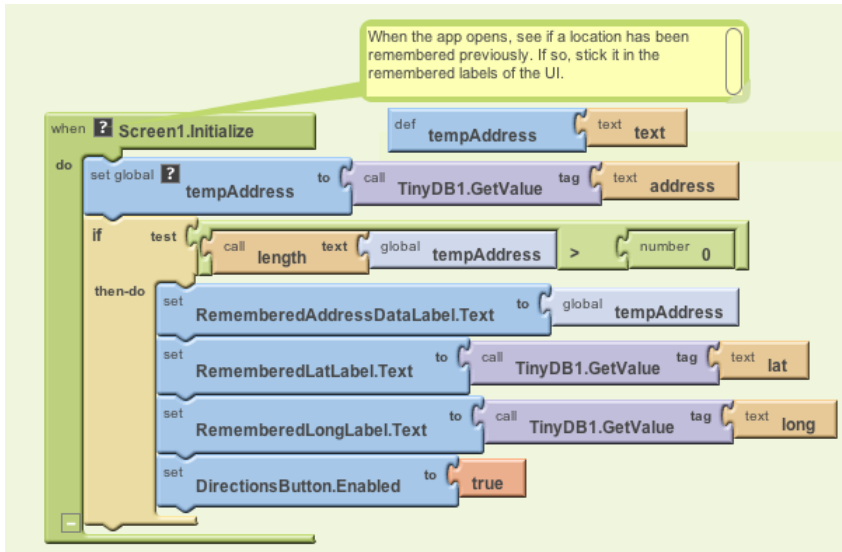 When the app opens, see if a location has been
remembered previously. If so, stick it in the
remembered labels of the UI.
when ? Screen1.Initialize
def tempAddress text text
do set global ? tempAddress to call TinyDB1.GetValue tag text address
if test call length text global tempAddress > number 0
then-do set RememberedAddressDataLabel.Text to global tempAddress
set RememberedLatLabel.Text to call TinyDB1.GetValue tag text lat
set RememberedLongLabel.Text to call TinyDB1.GetValue tag text long
set DirectionsButton.Enabled to true